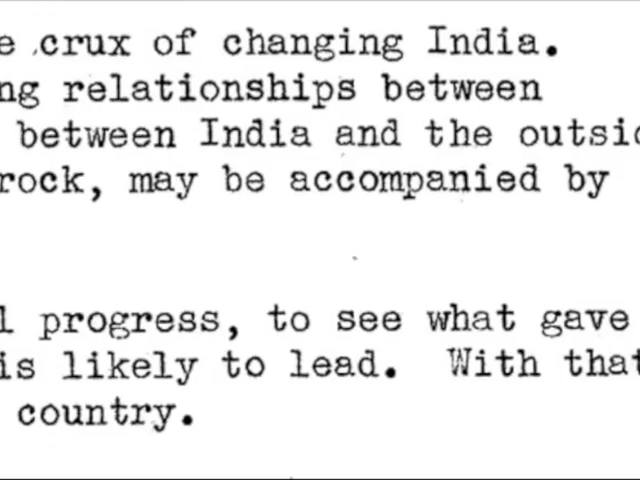 e crux of changing India.
ng relationships between
between India and the outsid
rock, may be accompanied by
l progress, to see what gave
is likely to lead. With that
country.